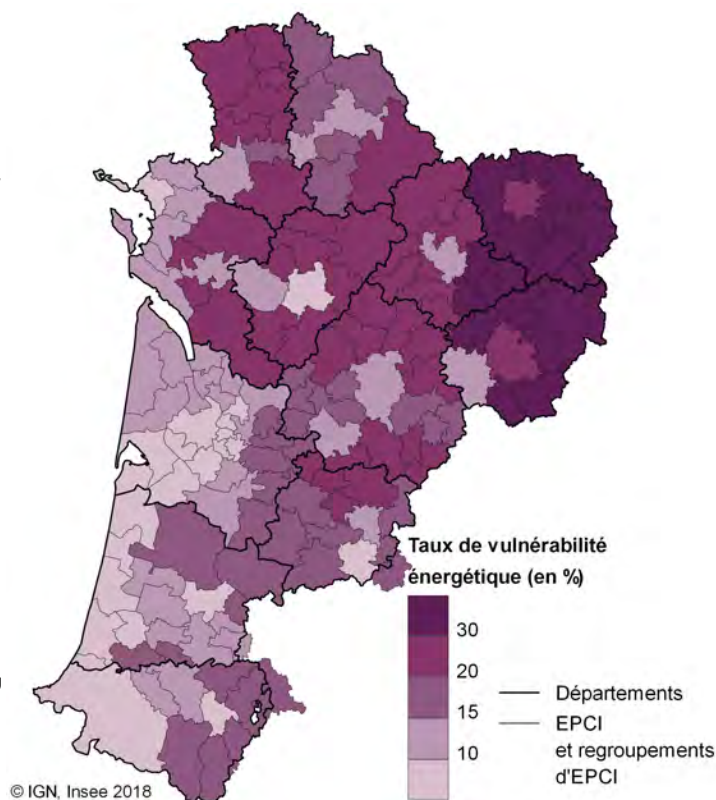 Taux de vulnérabilité
énergétique (en %)
30
20
15
10
Départements
EPCI
et regroupements
d'EPCI
© IGN, Insee 2018